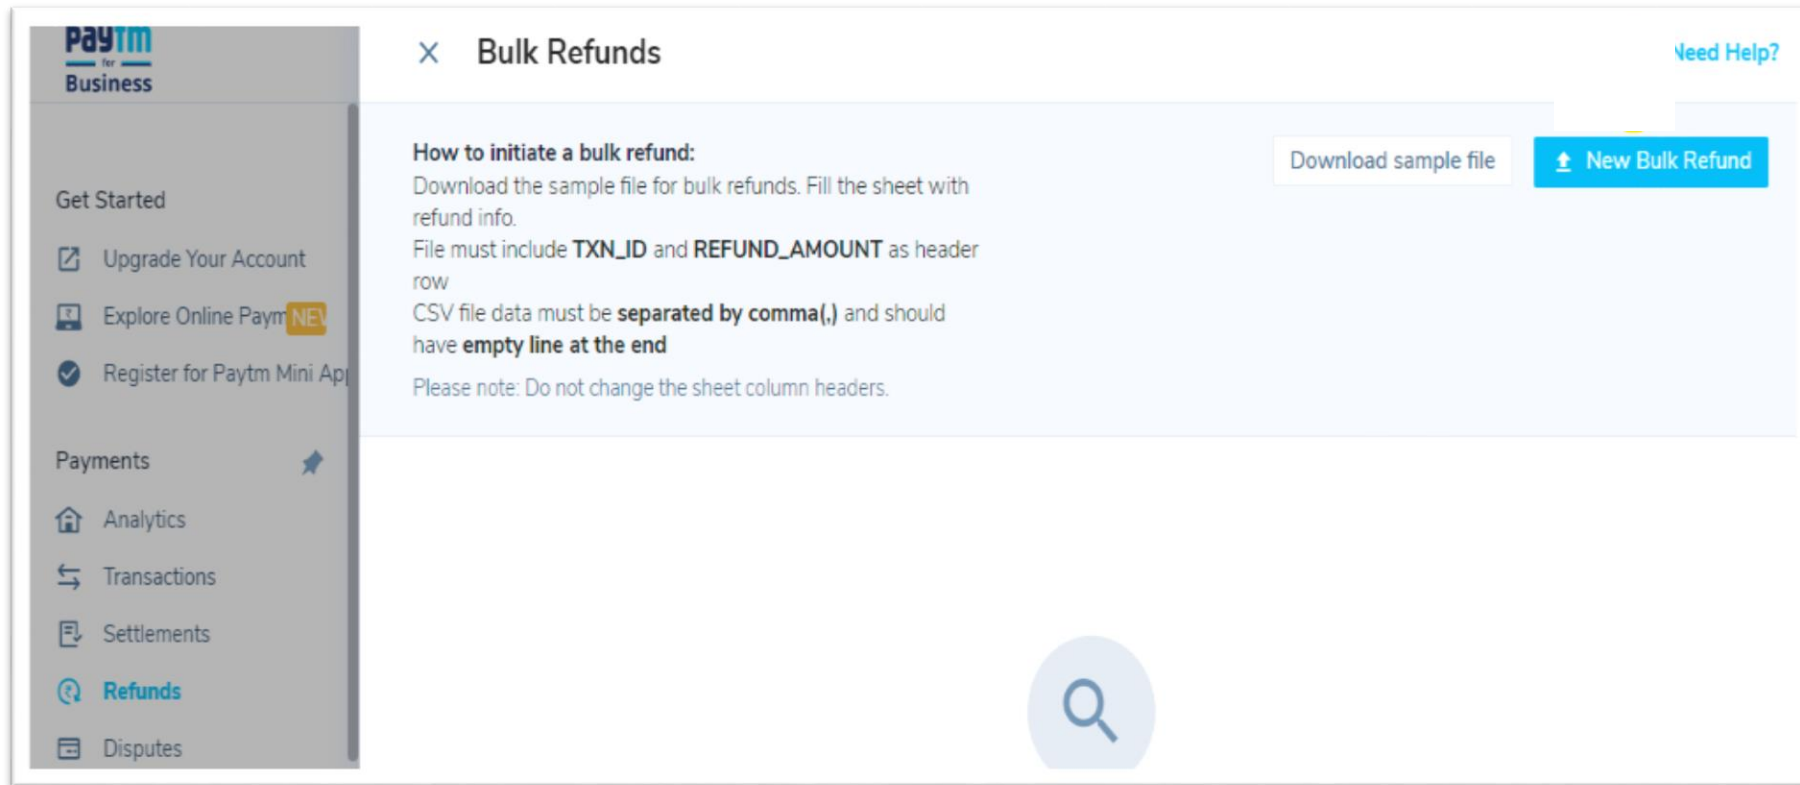 Paytm
for
Business
Get Started
Upgrade Your Account
Explore Online Paym NEW
Register for Paytm Mini App
Payments
Analytics
Transactions
Settlements
Refunds
Disputes
Bulk Refunds
Need Help?
How to initiate a bulk refund:
Download the sample file for bulk refunds. Fill the sheet with
refund info.
File must include TXN_ID and REFUND_AMOUNT as header
row
CSV file data must be separated by comma(,) and should
have empty line at the end
Please note: Do not change the sheet column headers.
Download sample file
New Bulk Refund